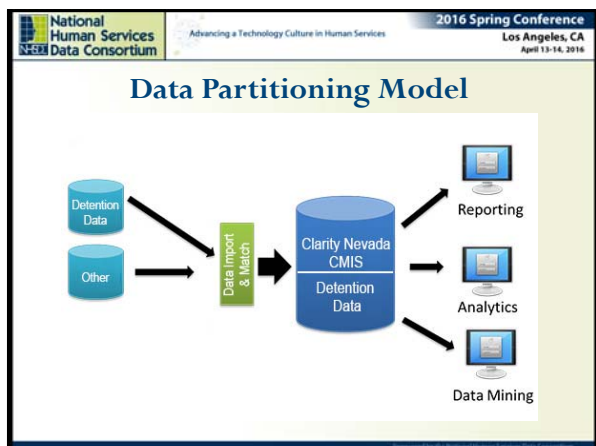 National
Human Services
NHSDC Data Consortium
Advancing a Technology Culture in Human Services
2016 Spring Conference
Los Angeles, CA
April 13-14, 2016
Data Partitioning Model
Detention
Data
Other
Data Import
& Match
Clarity Nevada
CMIS
Detention
Data
Reporting
Analytics
Data Mining